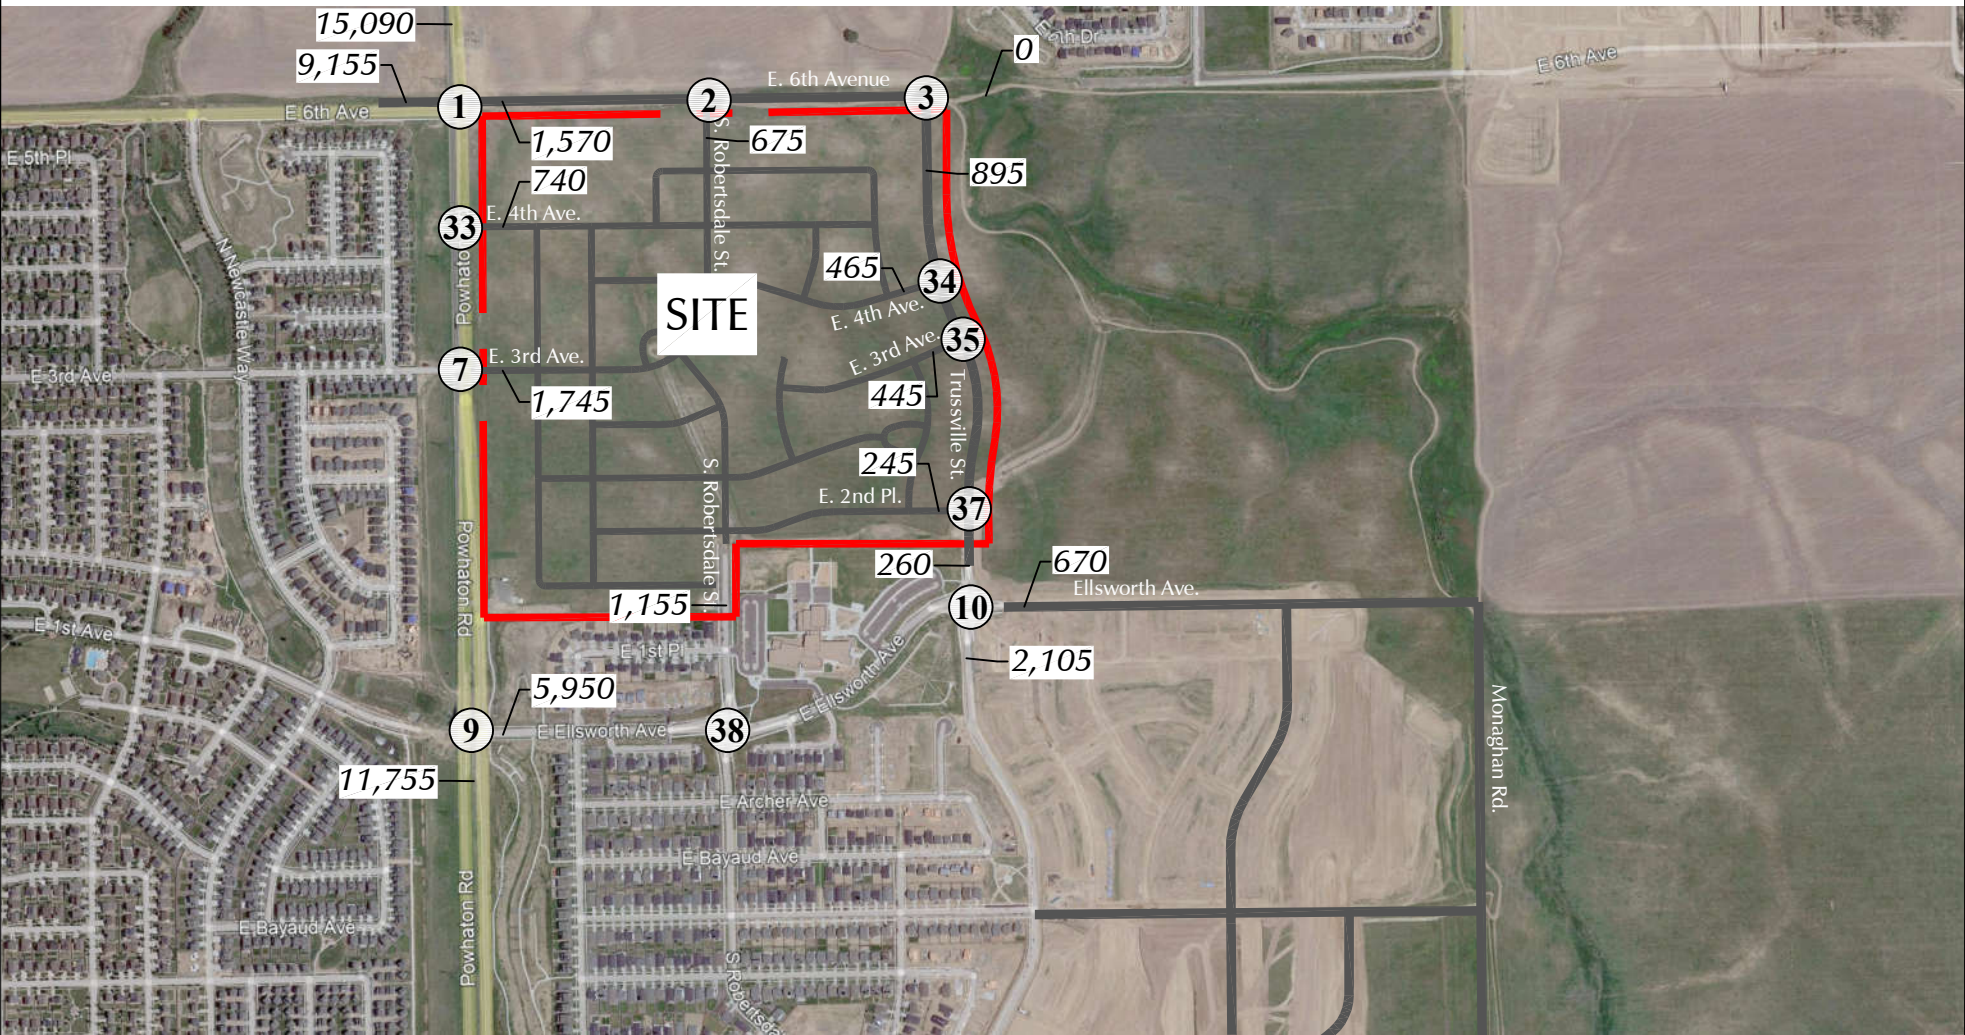 15,090
E 5th Dr
0
9,155
E. 6th Avenue
E 6th Ave
1
2
3
E 6th Ave
1,570
675
E 5th Pl
740
S. Robertsdale St.
895
33
E. 4th Ave.
N Newcastle Way
Powhato
465
34
SITE
E. 4th Ave.
35
E. 3rd Ave.
E 3rd Ave
7
E. 3rd Ave.
1,745
445
Trussville St.
245
S. Robertsdale S
E. 2nd Pl.
37
Powhaton Rd
260
670
Ellsworth Ave.
1,155
10
E 1st Ave
E 1st Pl
2,105
5,950
E Ellsworth Ave
Monaghan Rd.
9
E Ellsworth Ave
38
11,755
E Archer Ave
E Bayaud Ave
Powhaton Rd
E Bayaud Ave
S Robertsda